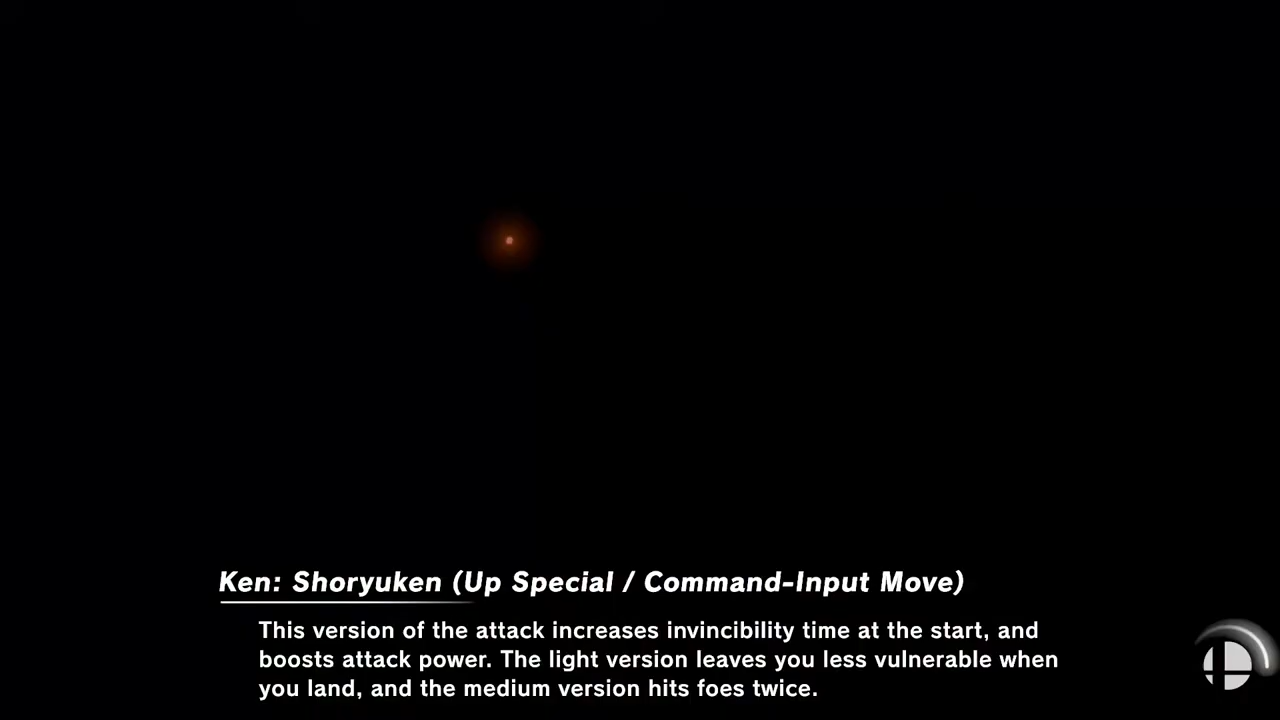 Ken: Shoryuken (Up Special / Command-Input Move)
This version of the attack increases invincibility time at the start, and
boosts attack power. The light version leaves you less vulnerable when
you land, and the medium version hits foes twice.